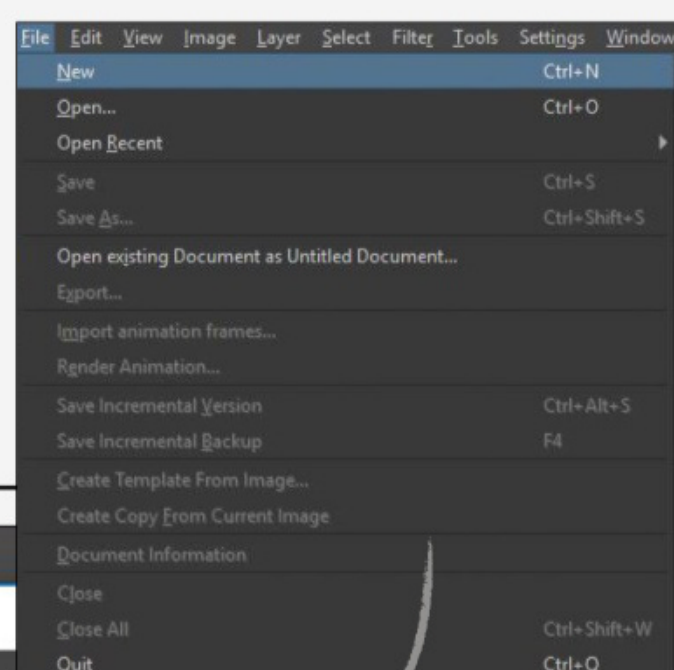 File Edit View Image Layer Select Filter Tools Settings Window
New Ctrl+N
Open... Ctrl+O
Open Recent
Save Ctrl+S
Save As... Ctrl+Shift+S
Open existing Document as Untitled Document...
Export...
Import animation frames...
Render Animation...
Save Incremental Version Ctrl+Alt+S
Save Incremental Backup F4
Create Template From Image...
Create Copy From Current Image
Document Information
Close
Close All Ctrl+Shift+W
Quit Ctrl+Q